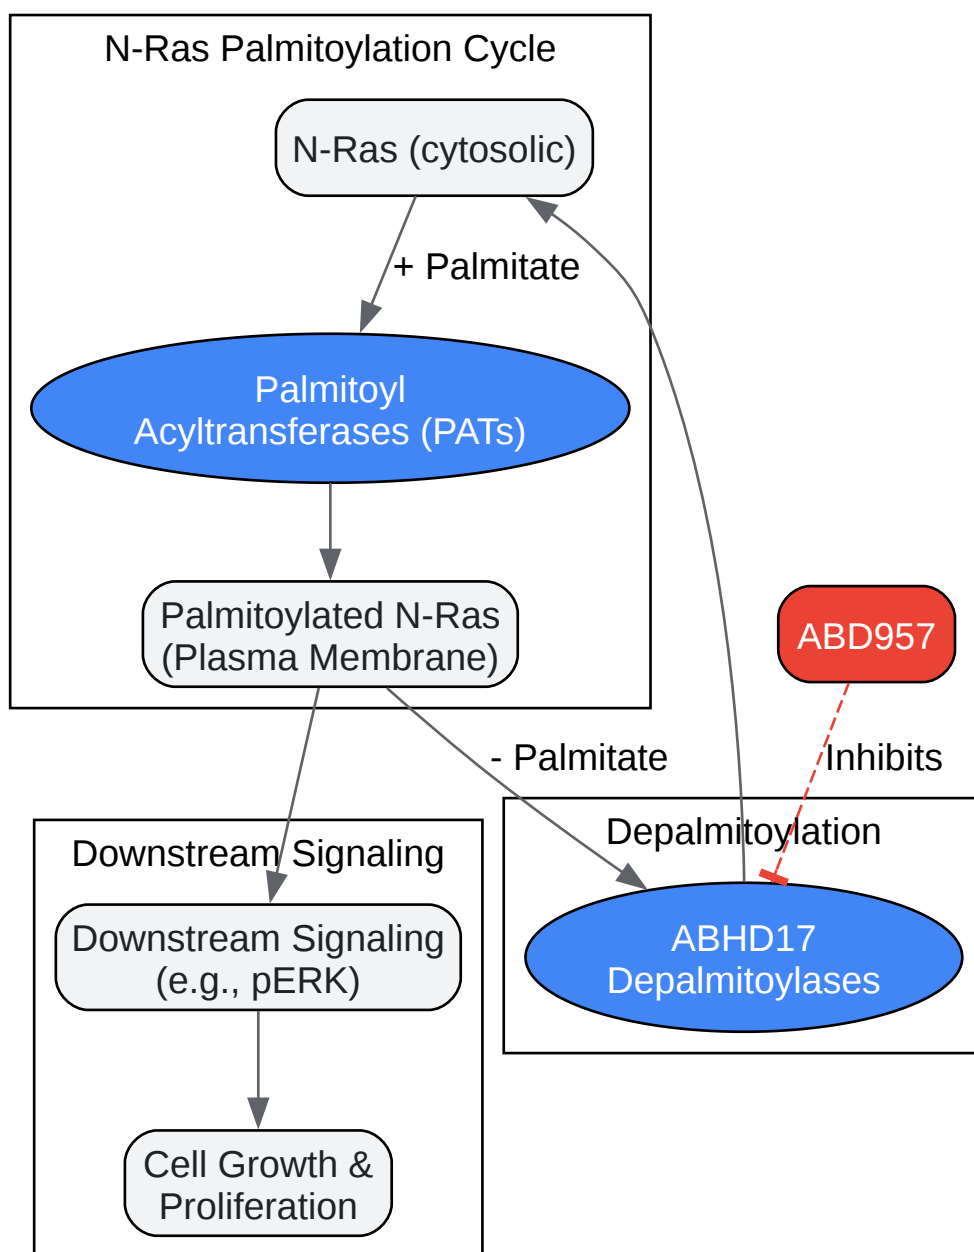 N-Ras Palmitoylation Cycle
N-Ras (cytosolic)
+ Palmitate
Palmitoyl
Acyltransferases (PATs)
Palmitoylated N-Ras
(Plasma Membrane)
ABD957
- Palmitate
Inhibits
Depalmitoylation
ABHD17
Depalmitoylases
Downstream Signaling
Downstream Signaling
(e.g., pERK)
Cell Growth &
Proliferation